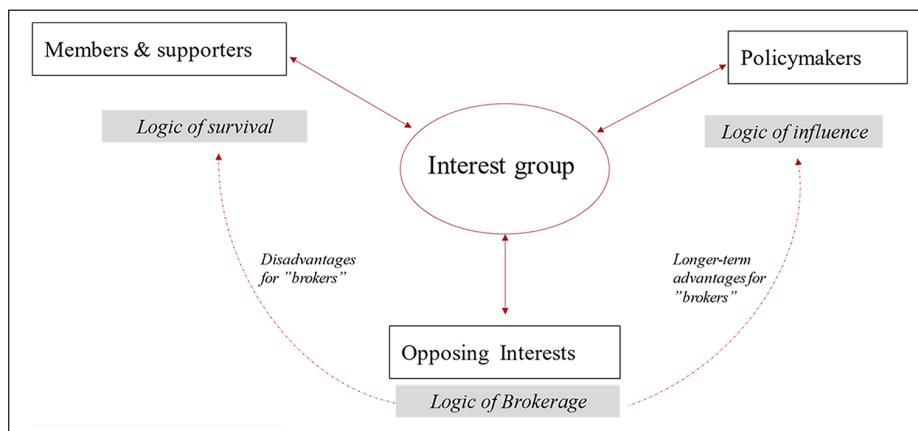 Members & supporters
Policymakers
Logic of survival
Logic of influence
Interest group
Disadvantages
for ”brokers”
Longer-term
advantages for
”brokers”
Opposing Interests
Logic of Brokerage